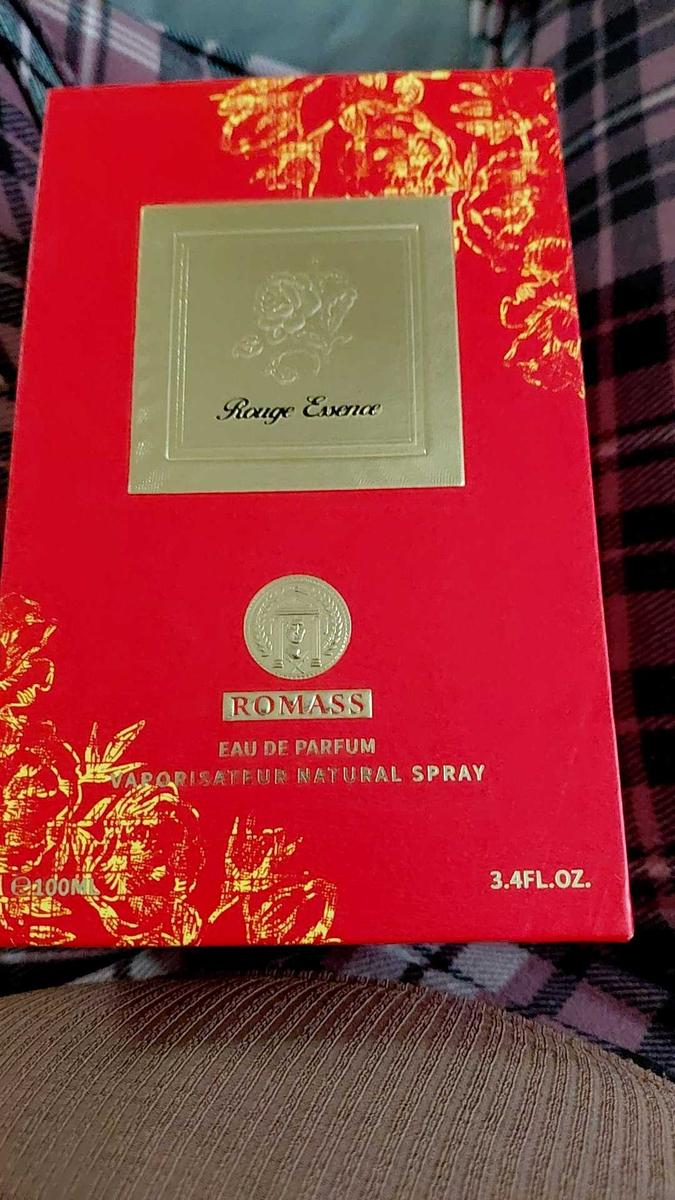 Rouge Essence
ROMASS
EAU DE PARFUM
VAPORISATEUR NATURAL SPRAY
℮100ML
3.4FL.OZ.